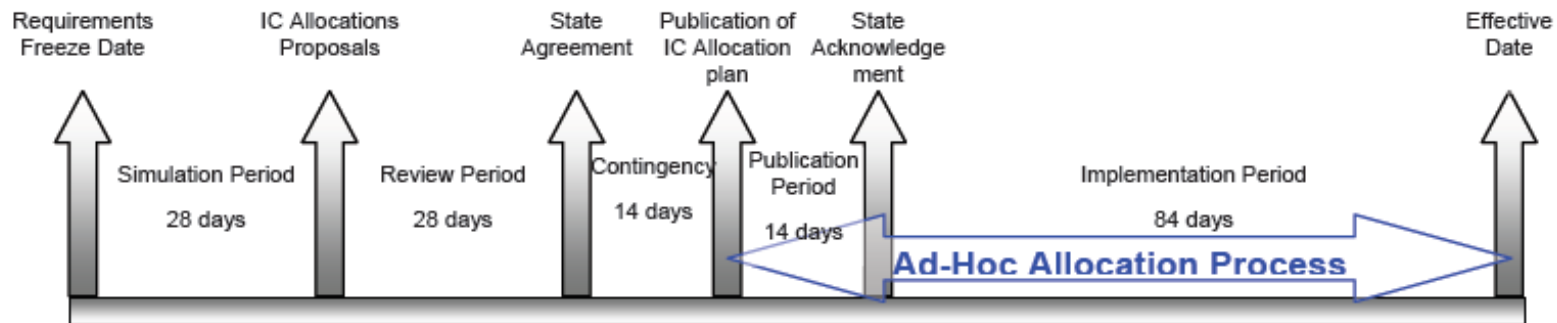 Requirements
Freeze Date
IC Allocations
Proposals
State
Agreement
Publication of
IC Allocation
plan
State
Acknowledge
ment
Effective
Date
Simulation Period
28 days
Review Period
28 days
Contingency
14 days
Publication
Period
14 days
Implementation Period
84 days
Ad-Hoc Allocation Process